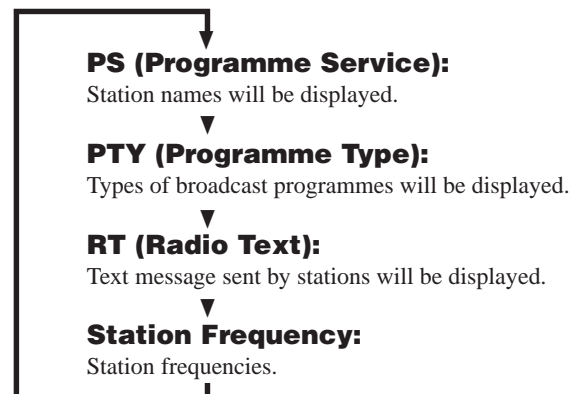 PS (Programme Service):
Station names will be displayed.
PTY (Programme Type):
Types of broadcast programmes will be displayed.
RT (Radio Text):
Text message sent by stations will be displayed.
Station Frequency:
Station frequencies.